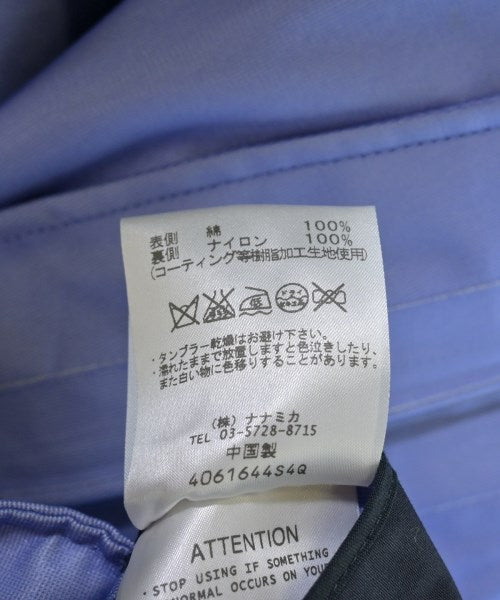 表側 綿 100%
裏側 ナイロン 100%
(コーティング等樹脂加工生地使用)
・タンブラー乾燥はお避け下さい。
・濡れたままで放置しますと色泣きしたり、
また白い物に色移りすることがあります。
(株) ナナミカ
TEL 03-5728-8715
中国製
4061644S4Q
ATTENTION
・STOP USING IF SOMETHING
NORMAL OCCURS ON YOUR